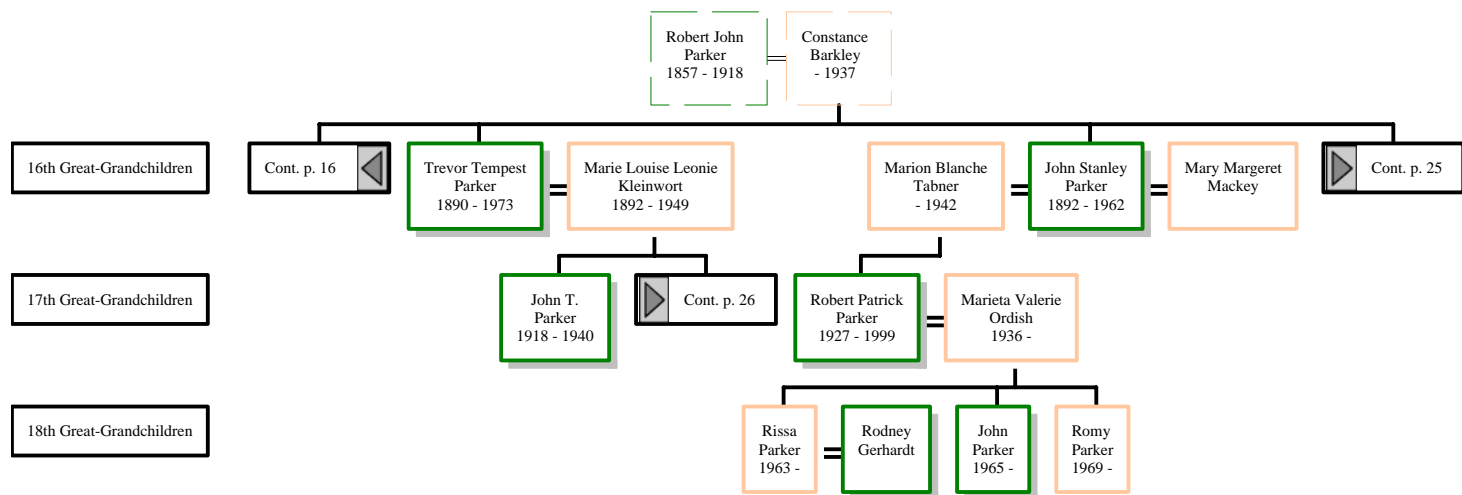 Robert John
Parker
1857 - 1918
Constance
Barkley
- 1937
16th Great-Grandchildren
Cont. p. 16
Trevor Tempest
Parker
1890 - 1973
Marie Louise Leonie
Kleinwort
1892 - 1949
Marion Blanche
Tabner
- 1942
John Stanley
Parker
1892 - 1962
Mary Margeret
Mackey
Cont. p. 25
17th Great-Grandchildren
John T.
Parker
1918 - 1940
Cont. p. 26
Robert Patrick
Parker
1927 - 1999
Marieta Valerie
Ordish
1936 -
18th Great-Grandchildren
Rissa
Parker
1963 -
Rodney
Gerhardt
John
Parker
1965 -
Romy
Parker
1969 -